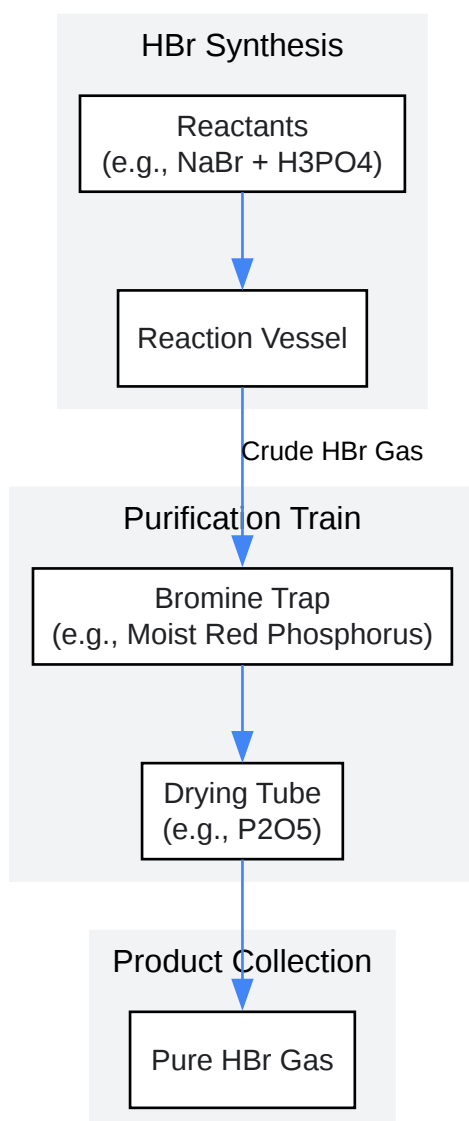 HBr Synthesis
Reactants
(e.g., NaBr + H3PO4)
Reaction Vessel
Crude HBr Gas
Purification Train
Bromine Trap
(e.g., Moist Red Phosphorus)
Drying Tube
(e.g., P2O5)
Product Collection
Pure HBr Gas